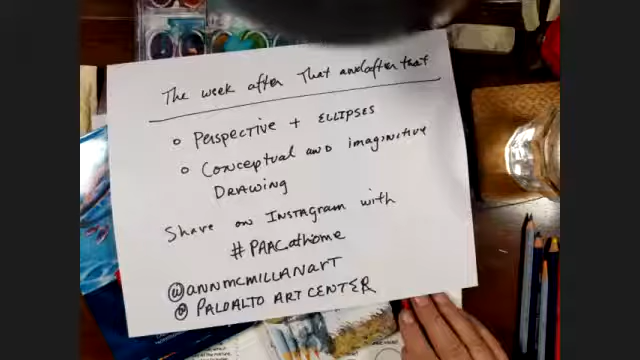 The week after That and after that
o Perspective + ELLIPSES
o Conceptual and imaginitive
DRAWING
Share on INSTAGRAM with
#PAACathome
@annmcmillanart
@ PALOALTO ART CENTER